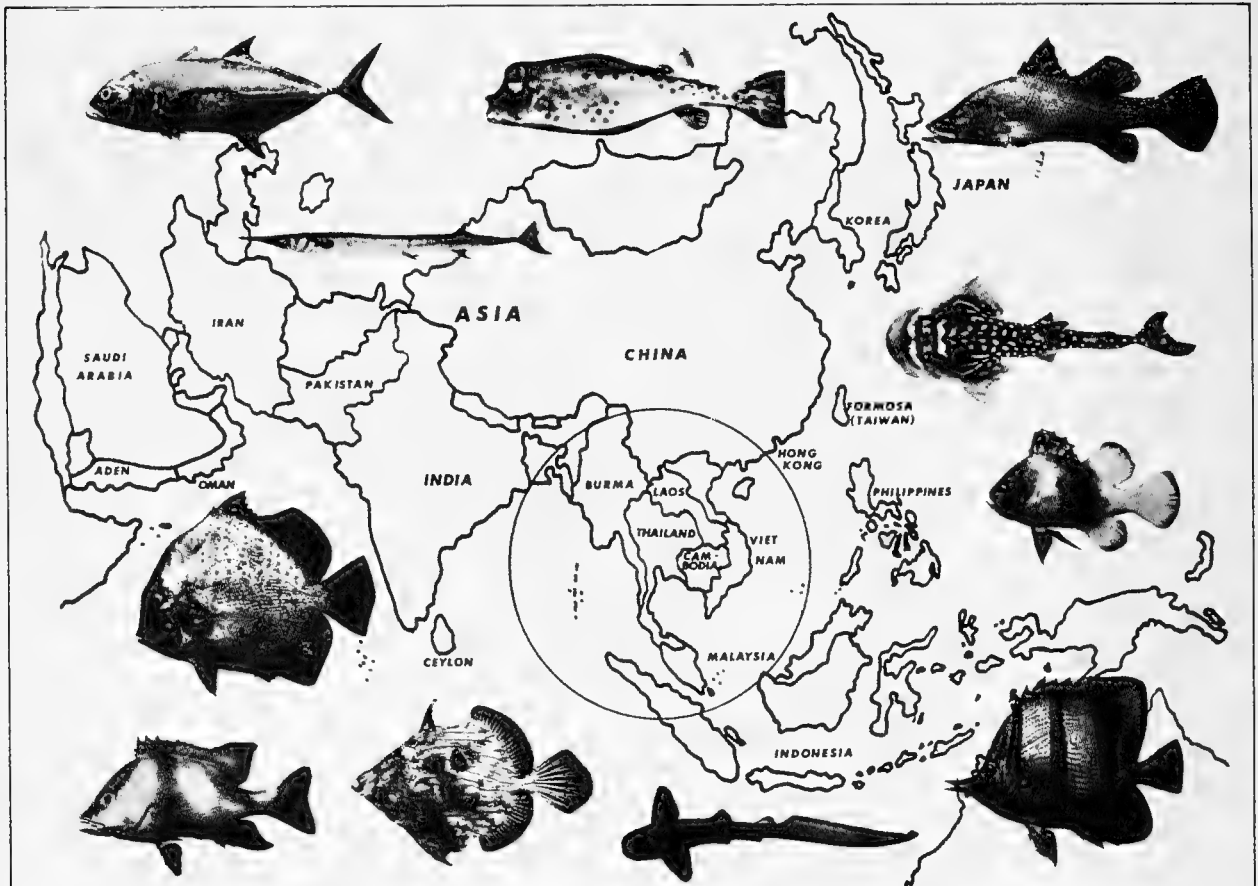 JAPAN
KOREA
ASIA
IRAN
CHINA
SAUDI
ARABIA
PAKISTAN
FORMOSA
(TAIWAN)
HONG
KONG
ADEN
OMAN
INDIA
BURMA
LAOS
PHILIPPINES
THAILAND
VIET
NAM
CAM-
BODIA
CEYLON
MALAYSIA
INDONESIA